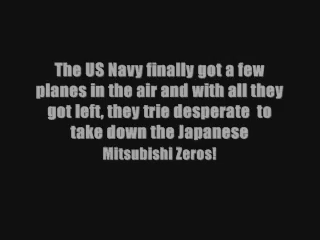 The US Navy finally got a few
planes in the air and with all they
got left, they trie desperate to
take down the Japanese
Mitsubishi Zeros!